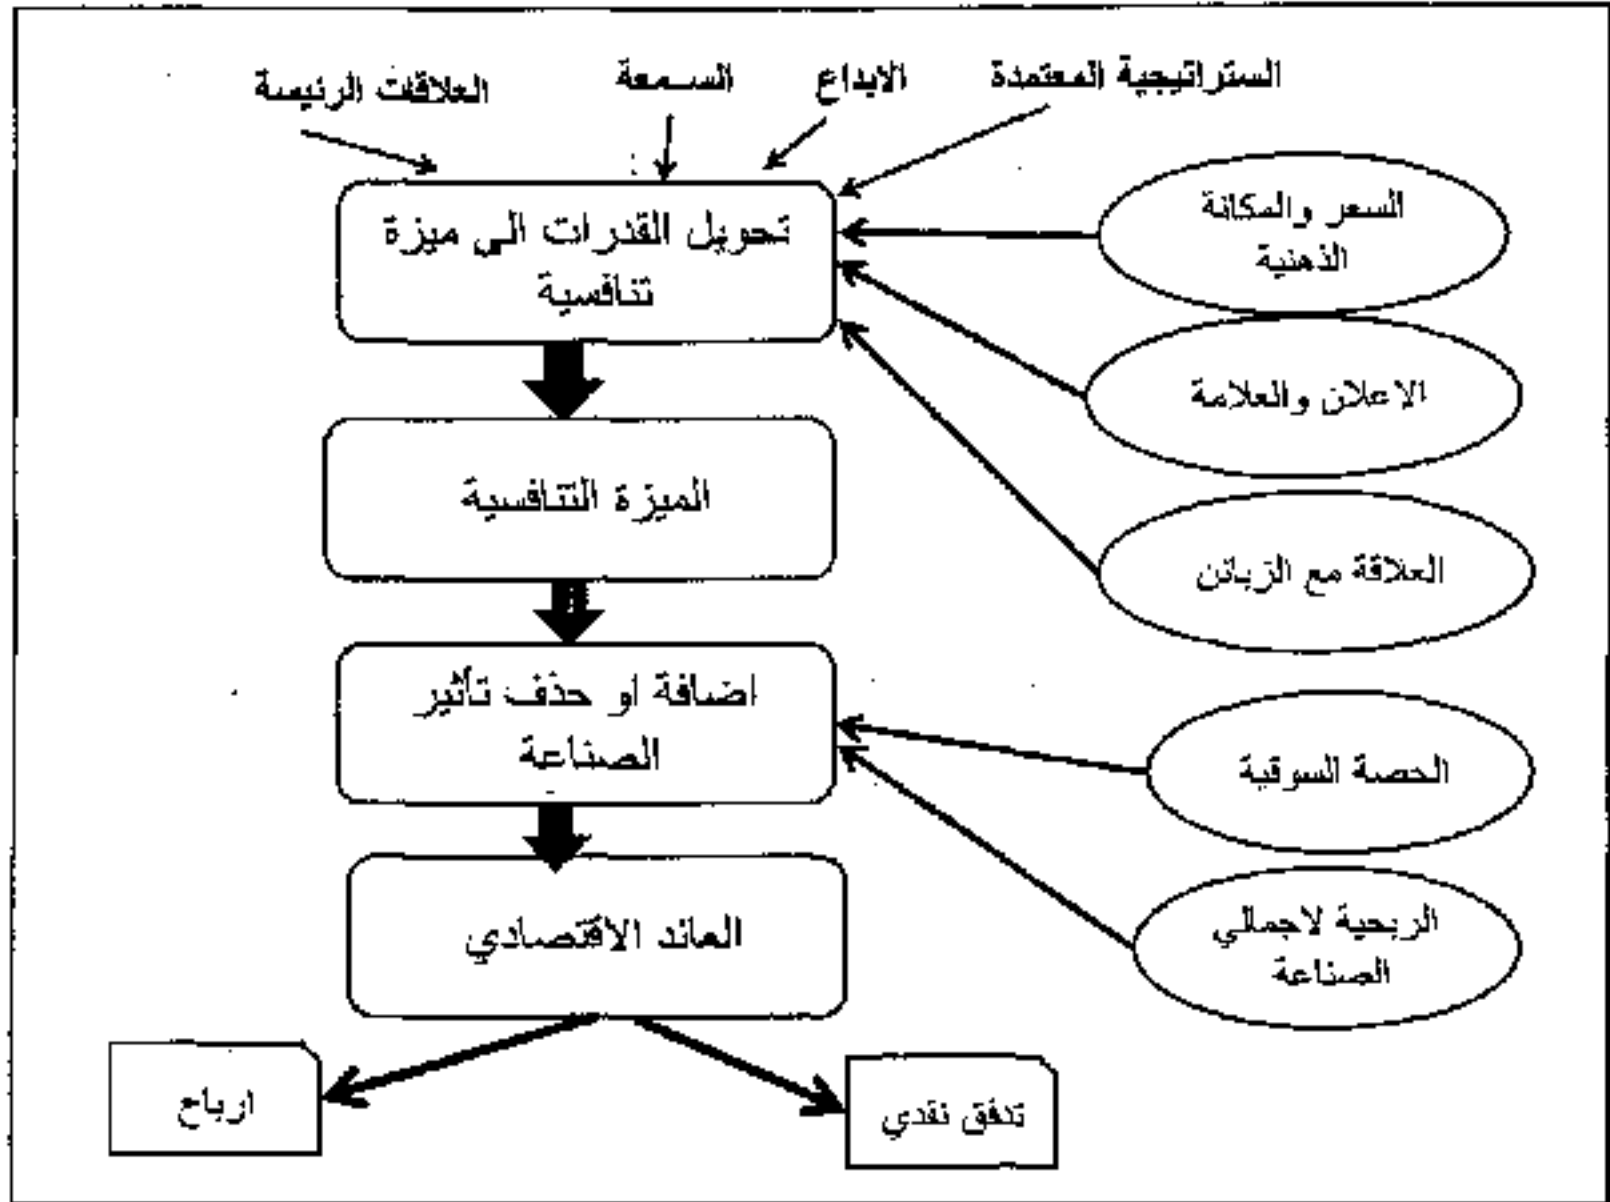 الستراتيجية المعتمدة
الابداع
السمعة
العلاقات الرئيسة
السعر والمكانة
الذهنية
تحويل القدرات الى ميزة
تنافسية
الاعلان والعلامة
الميزة التنافسية
العلاقة مع الزبائن
اضافة او حذف تأثير
الصناعة
الحصة السوقية
العائد الاقتصادي
الربحية لاجمالي
الصناعة
تدفق نقدي
ارباح